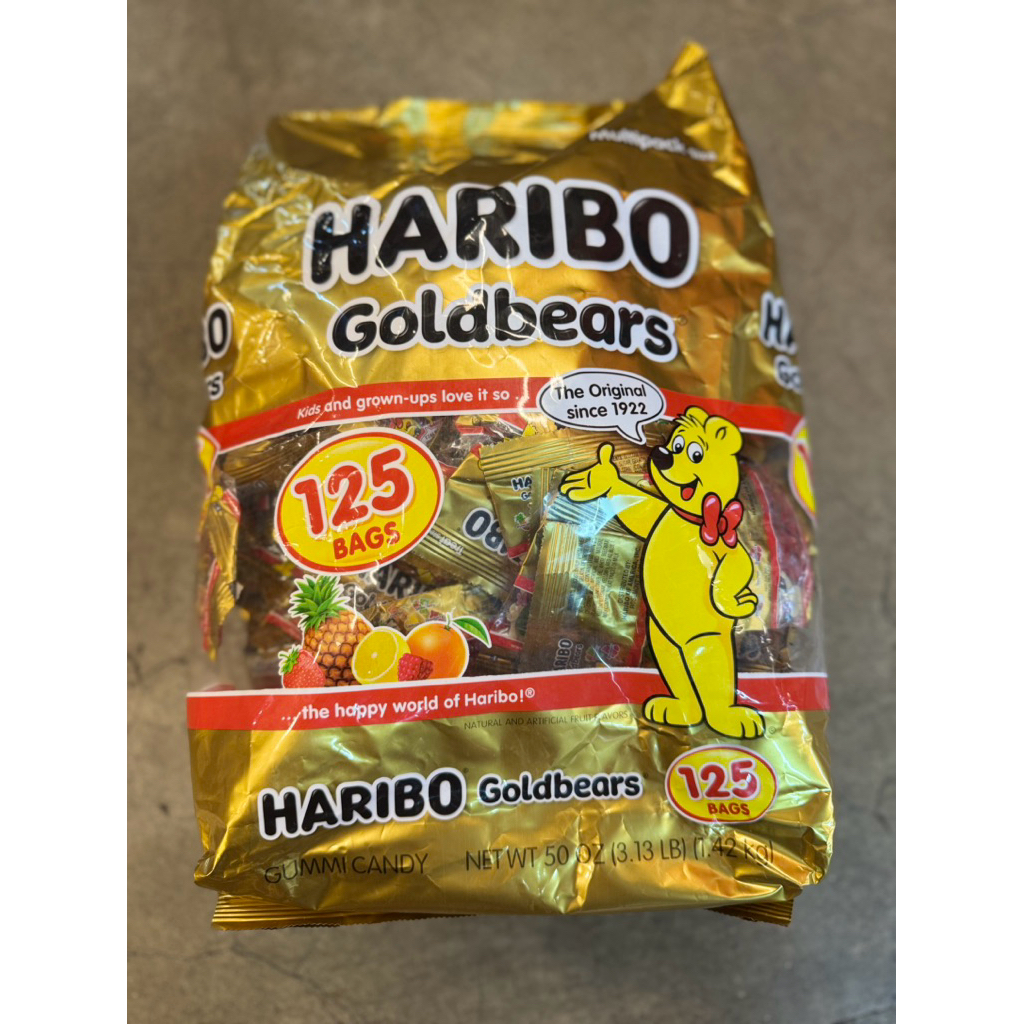 Multipack
HARIBO
Goldbears
Kids and grown-ups love it so ...
The Original
since 1922
125
BAGS
...the happy world of Haribo!®
NATURAL AND ARTIFICIAL FRUIT FLAVORS
HARIBO Goldbears
125
BAGS
GUMMI CANDY NET WT 50 OZ (3.13 LB) (1.42 kg)